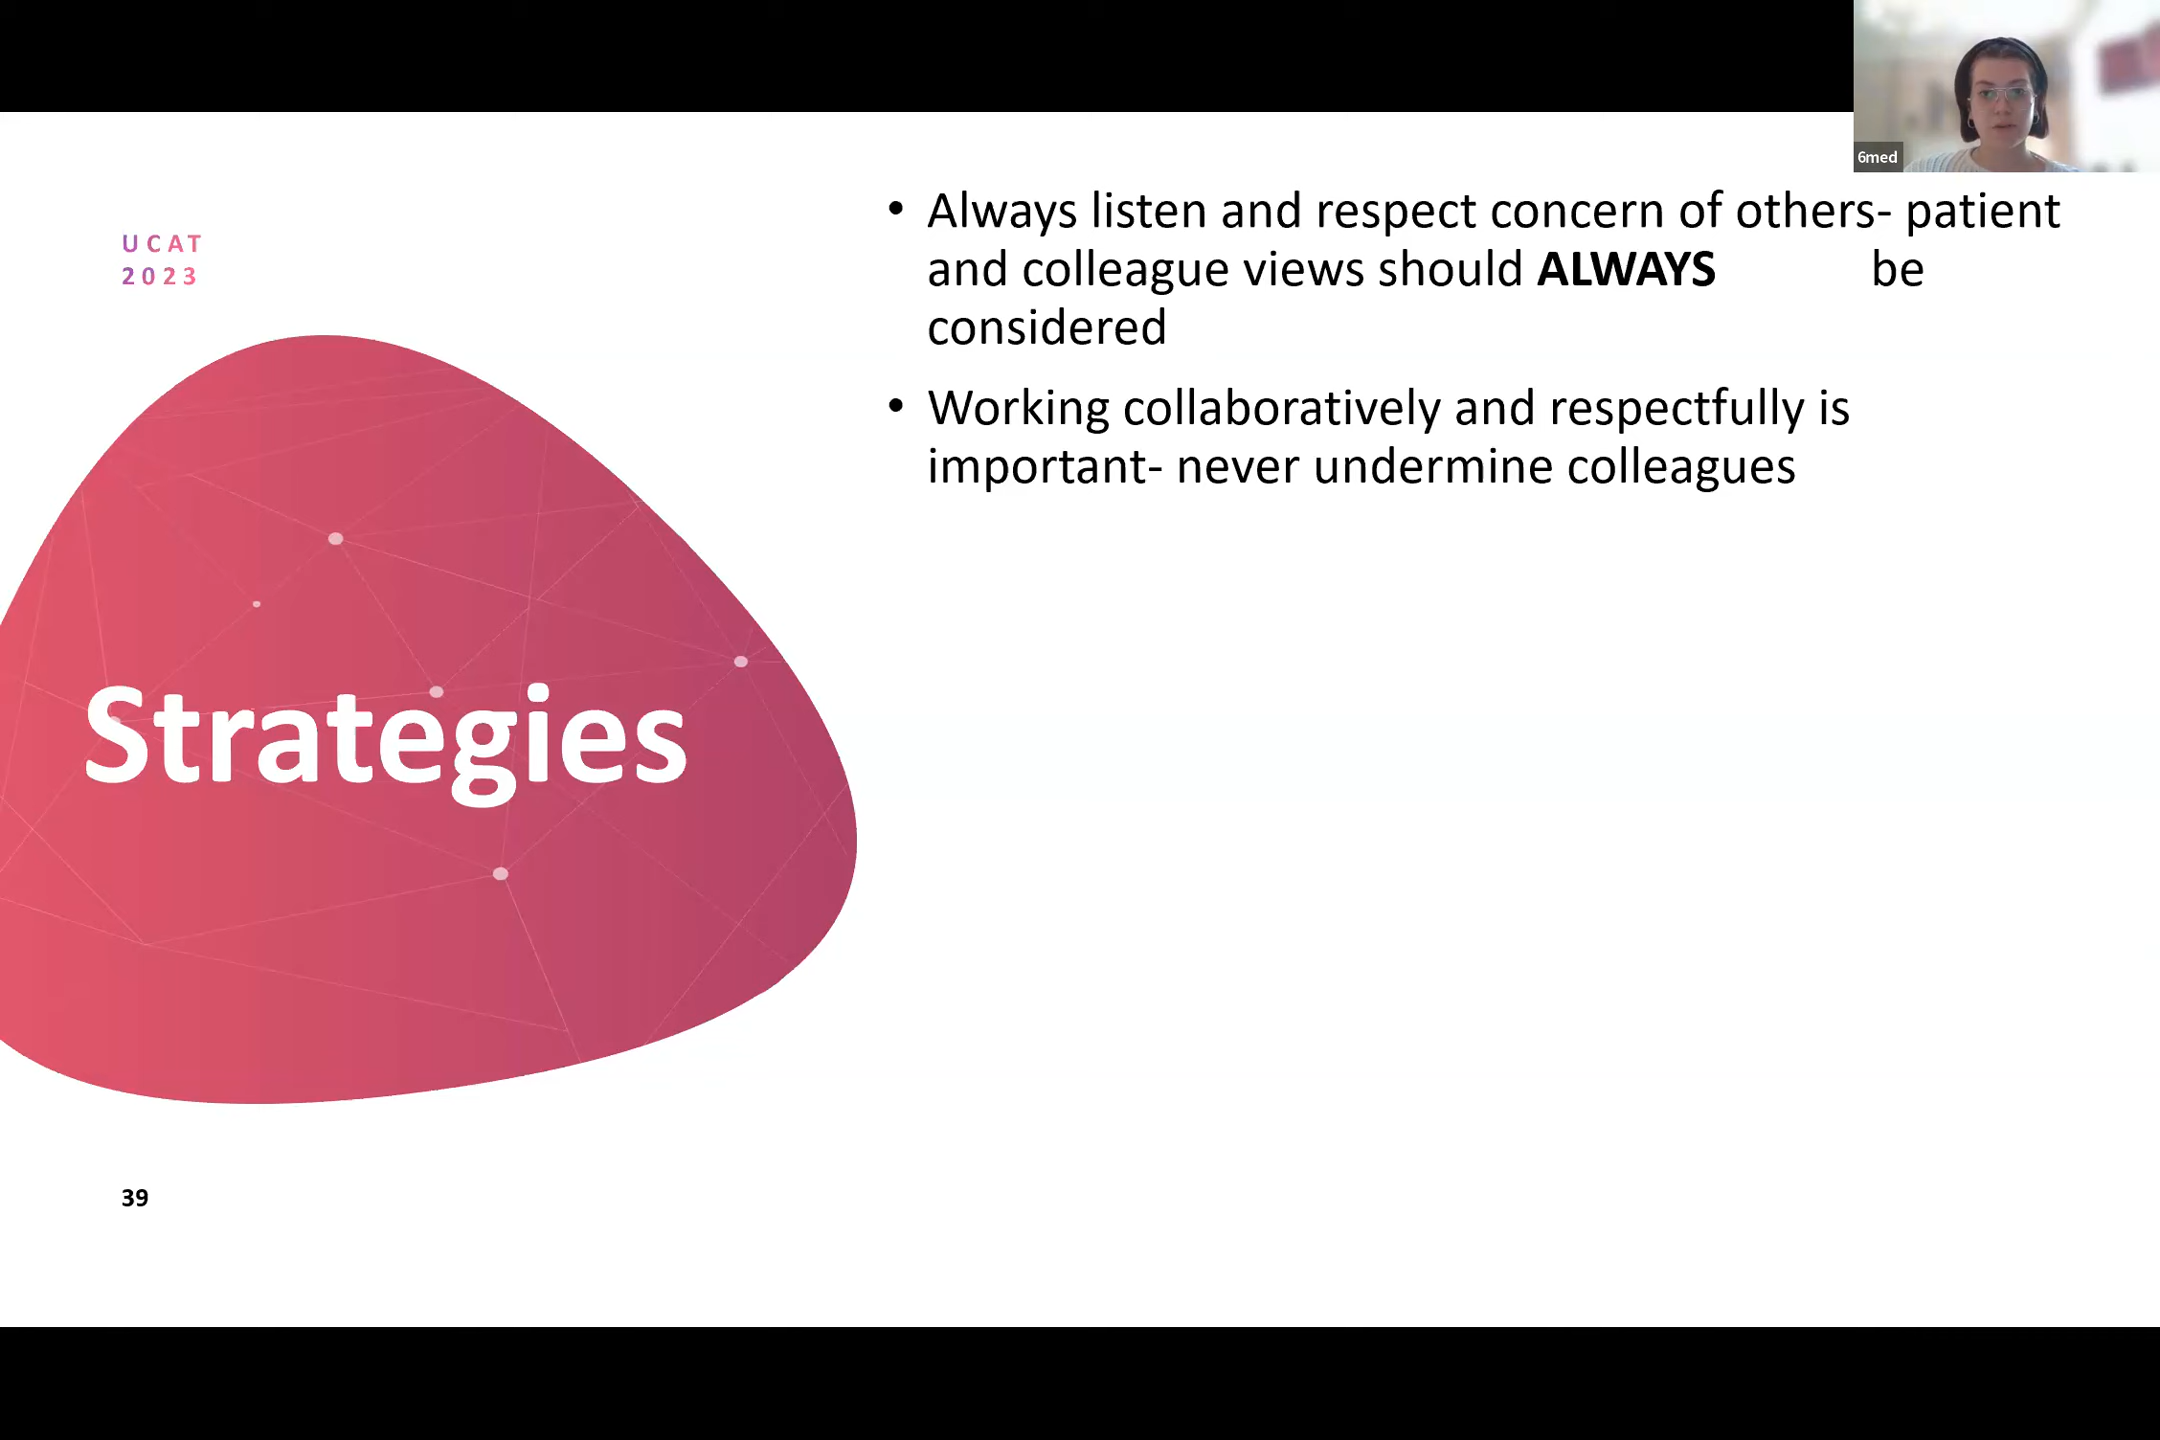 6med
UCAT
2023
• Always listen and respect concern of others- patient
and colleague views should ALWAYS be
considered
• Working collaboratively and respectfully is
important- never undermine colleagues
Strategies
39